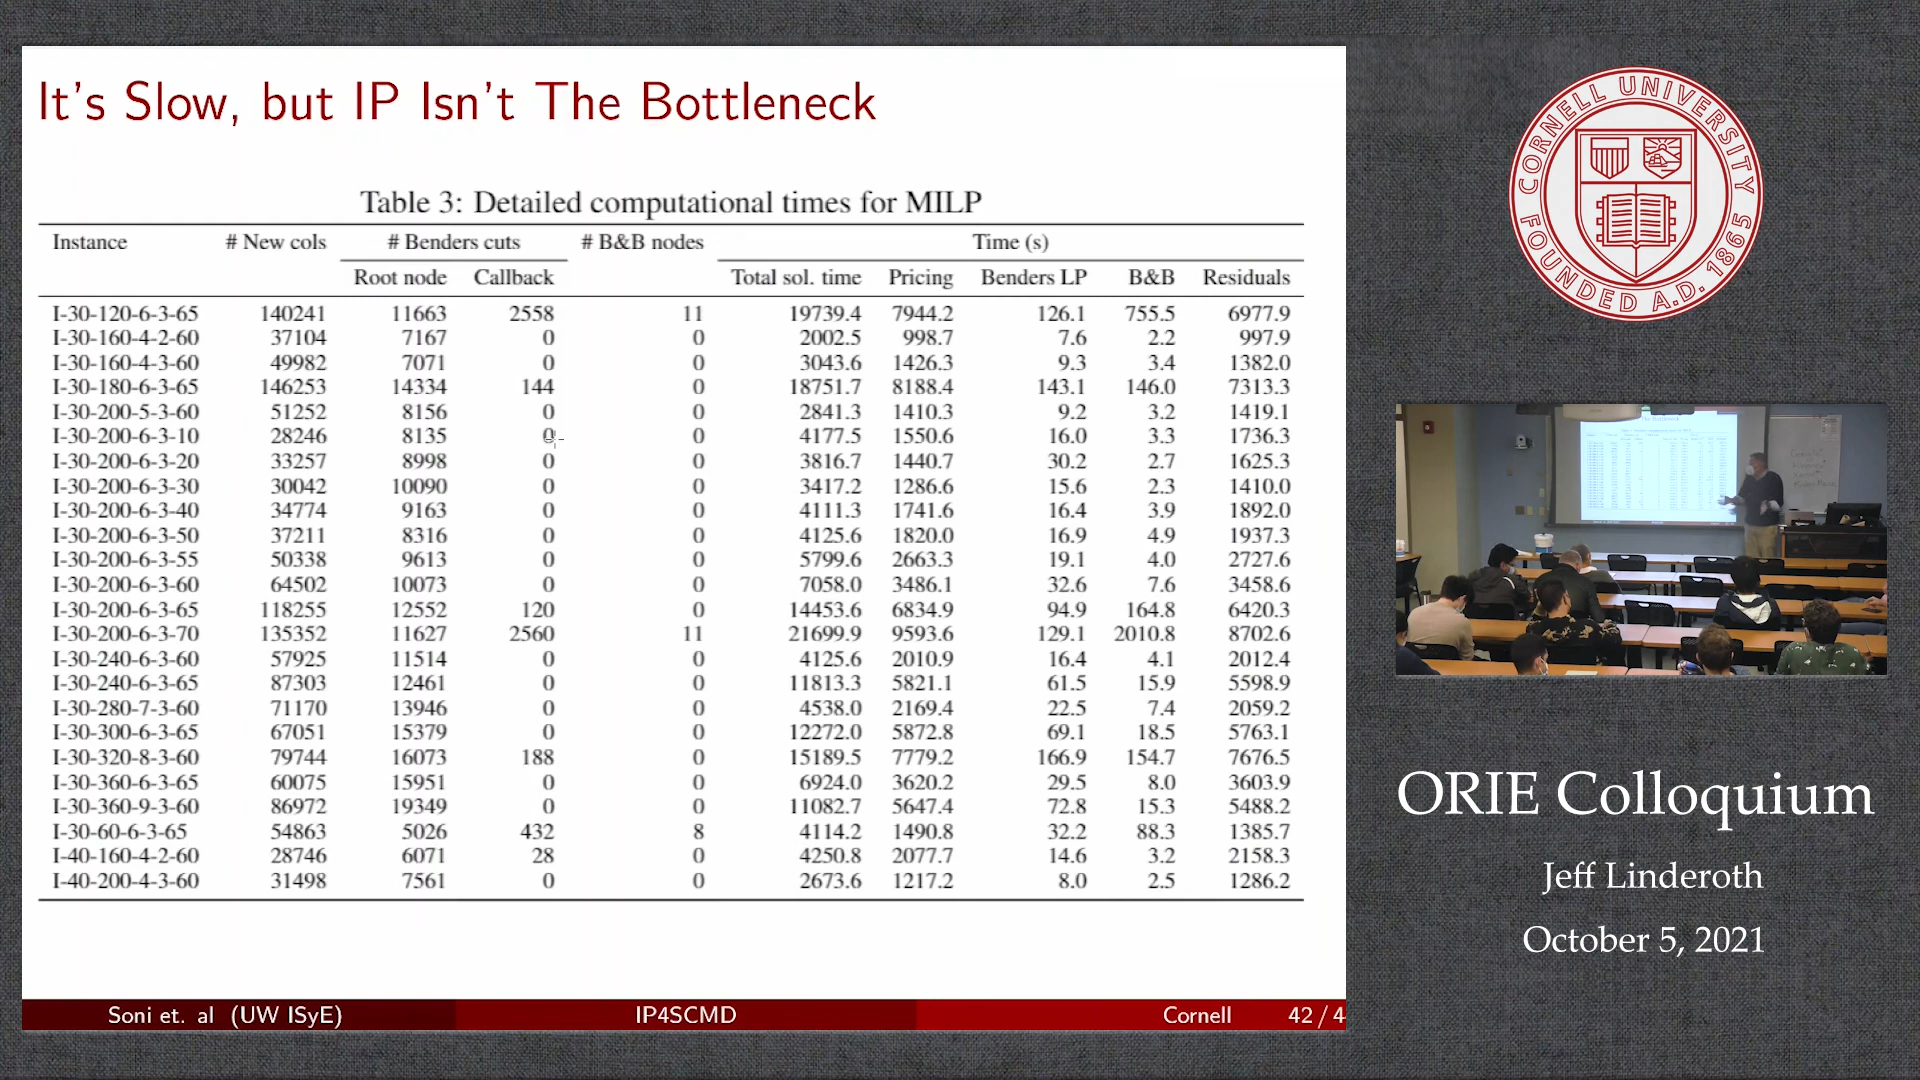 It's Slow, but IP Isn't The Bottleneck
Table 3: Detailed computational times for MILP
Instance # New cols # Benders cuts # B&B nodes Time (s)
Root node Callback Total sol. time Pricing Benders LP B&B Residuals
I-30-120-6-3-65 140241 11663 2558 11 19739.4 7944.2 126.1 755.5 6977.9
I-30-160-4-2-60 37104 7167 0 0 2002.5 998.7 7.6 2.2 997.9
I-30-160-4-3-60 49982 7071 0 0 3043.6 1426.3 9.3 3.4 1382.0
I-30-180-6-3-65 146253 14334 144 0 18751.7 8188.4 143.1 146.0 7313.3
I-30-200-5-3-60 51252 8156 0 0 2841.3 1410.3 9.2 3.2 1419.1
I-30-200-6-3-10 28246 8135 0 0 4177.5 1550.6 16.0 3.3 1736.3
I-30-200-6-3-20 33257 8998 0 0 3816.7 1440.7 30.2 2.7 1625.3
I-30-200-6-3-30 30042 10090 0 0 3417.2 1286.6 15.6 2.3 1410.0
I-30-200-6-3-40 34774 9163 0 0 4111.3 1741.6 16.4 3.9 1892.0
I-30-200-6-3-50 37211 8316 0 0 4125.6 1820.0 16.9 4.9 1937.3
I-30-200-6-3-55 50338 9613 0 0 5799.6 2663.3 19.1 4.0 2727.6
I-30-200-6-3-60 64502 10073 0 0 7058.0 3486.1 32.6 7.6 3458.6
I-30-200-6-3-65 118255 12552 120 0 14453.6 6834.9 94.9 164.8 6420.3
I-30-200-6-3-70 135352 11627 2560 11 21699.9 9593.6 129.1 2010.8 8702.6
I-30-240-6-3-60 57925 11514 0 0 4125.6 2010.9 16.4 4.1 2012.4
I-30-240-6-3-65 87303 12461 0 0 11813.3 5821.1 61.5 15.9 5598.9
I-30-280-7-3-60 71170 13946 0 0 4538.0 2169.4 22.5 7.4 2059.2
I-30-300-6-3-65 67051 15379 0 0 12272.0 5872.8 69.1 18.5 5763.1
I-30-320-8-3-60 79744 16073 188 0 15189.5 7779.2 166.9 154.7 7676.5
I-30-360-6-3-65 60075 15951 0 0 6924.0 3620.2 29.5 8.0 3603.9
I-30-360-9-3-60 86972 19349 0 0 11082.7 5647.4 72.8 15.3 5488.2
I-30-60-6-3-65 54863 5026 432 8 4114.2 1490.8 32.2 88.3 1385.7
I-40-160-4-2-60 28746 6071 28 0 4250.8 2077.7 14.6 3.2 2158.3
I-40-200-4-3-60 31498 7561 0 0 2673.6 1217.2 8.0 2.5 1286.2
Soni et. al (UW ISyE) IP4SCMD Cornell 42 / 4
CORNELL UNIVERSITY
FOUNDED A.D. 1865
ORIE Colloquium
Jeff Linderoth
October 5, 2021